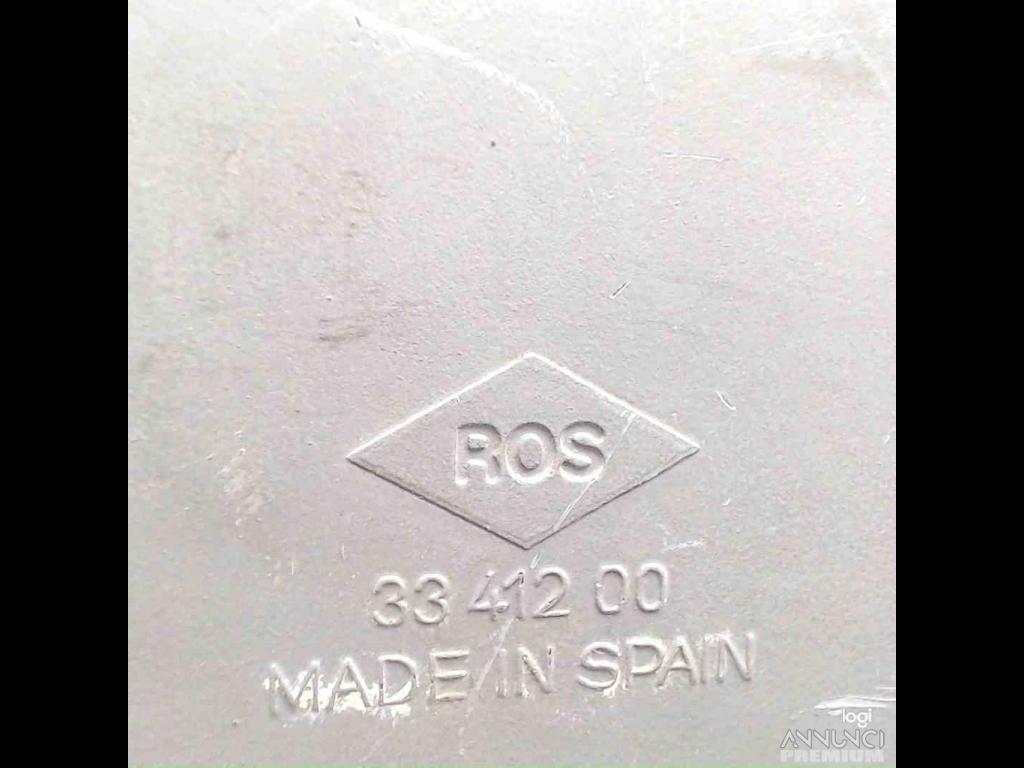 ROS
33 412 00
MADE IN SPAIN
logi
ANNUNCI
PREMIUM